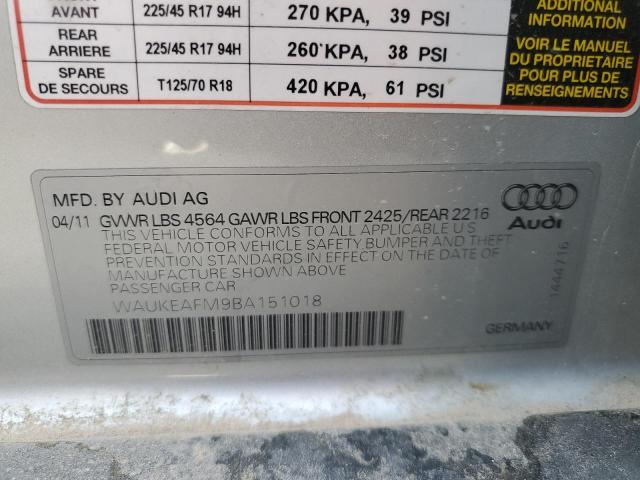 AVANT 225/45 R17 94H 270 KPA, 39 PSI
REAR
ARRIERE 225/45 R17 94H 260 KPA, 38 PSI
SPARE
DE SECOURS T125/70 R18 420 KPA, 61 PSI
ADDITIONAL
INFORMATION
VOIR LE MANUEL
DU PROPRIETAIRE
POUR PLUS DE
RENSEIGNEMENTS
MFD. BY AUDI AG
04/11 GVWR LBS 4564 GAWR LBS FRONT 2425/REAR 2216
THIS VEHICLE CONFORMS TO ALL APPLICABLE U S
FEDERAL MOTOR VEHICLE SAFETY BUMPER AND THEFT
PREVENTION STANDARDS IN EFFECT ON THE DATE OF
MANUFACTURE SHOWN ABOVE
PASSENGER CAR
WAUKEAFM9BA151018
Audi
1444716
GERMANY